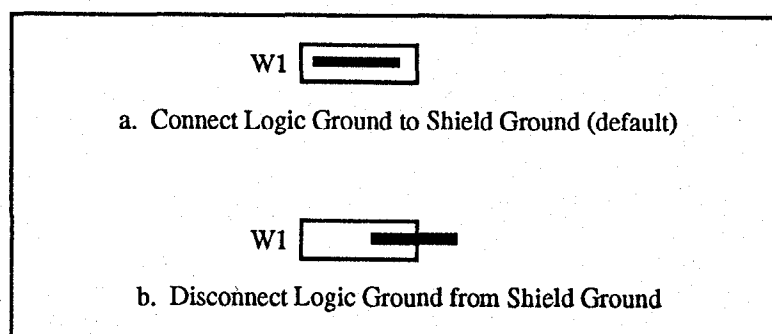 W1
a. Connect Logic Ground to Shield Ground (default)
W1
b. Disconnect Logic Ground from Shield Ground